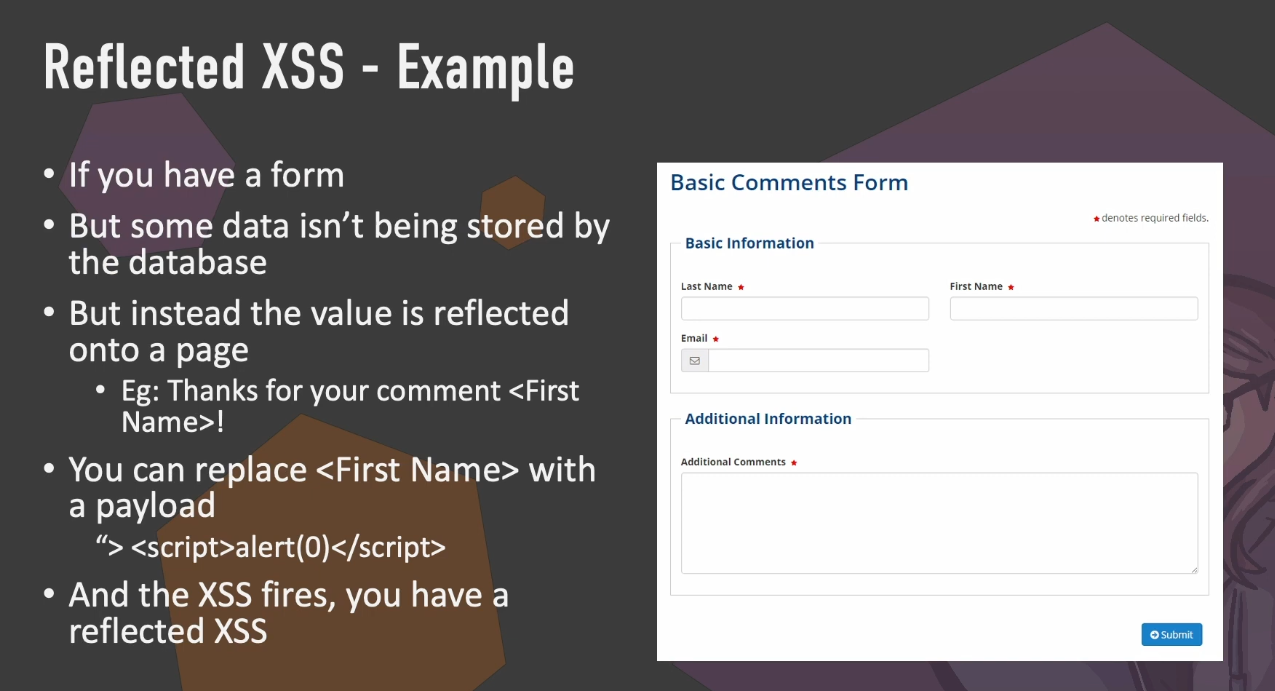 Reflected XSS - Example
• If you have a form
• But some data isn’t being stored by
the database
• But instead the value is reflected
onto a page
• Eg: Thanks for your comment <First
Name>!
• You can replace <First Name> with
a payload
“> <script>alert(0)</script>
• And the XSS fires, you have a
reflected XSS
Basic Comments Form
★ denotes required fields.
Basic Information
Last Name ★
First Name ★
Email ★
Additional Information
Additional Comments ★
Submit